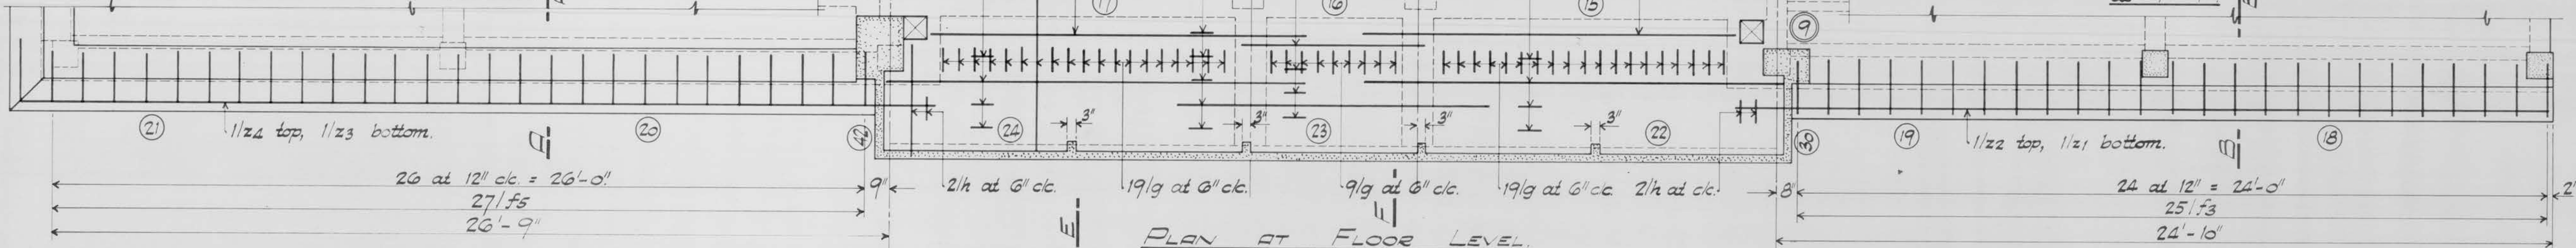 17
16
15
9
21
1/z4 top, 1/z3 bottom.
20
42
24
3"
3"
23
3"
3"
22
30
19
1/z2 top, 1/z1 bottom.
18
D
B
26 at 12" c/c. = 26'-0".
27/f5
26'-9"
9"
2/h at 6" c/c.
19/g at 6" c/c.
9/g at 6" c/c.
19/g at 6" c/c.
2/h at c/c.
8"
24 at 12" = 24'-0"
2"
25/f3
24'-10"
E
F
PLAN AT FLOOR LEVEL.